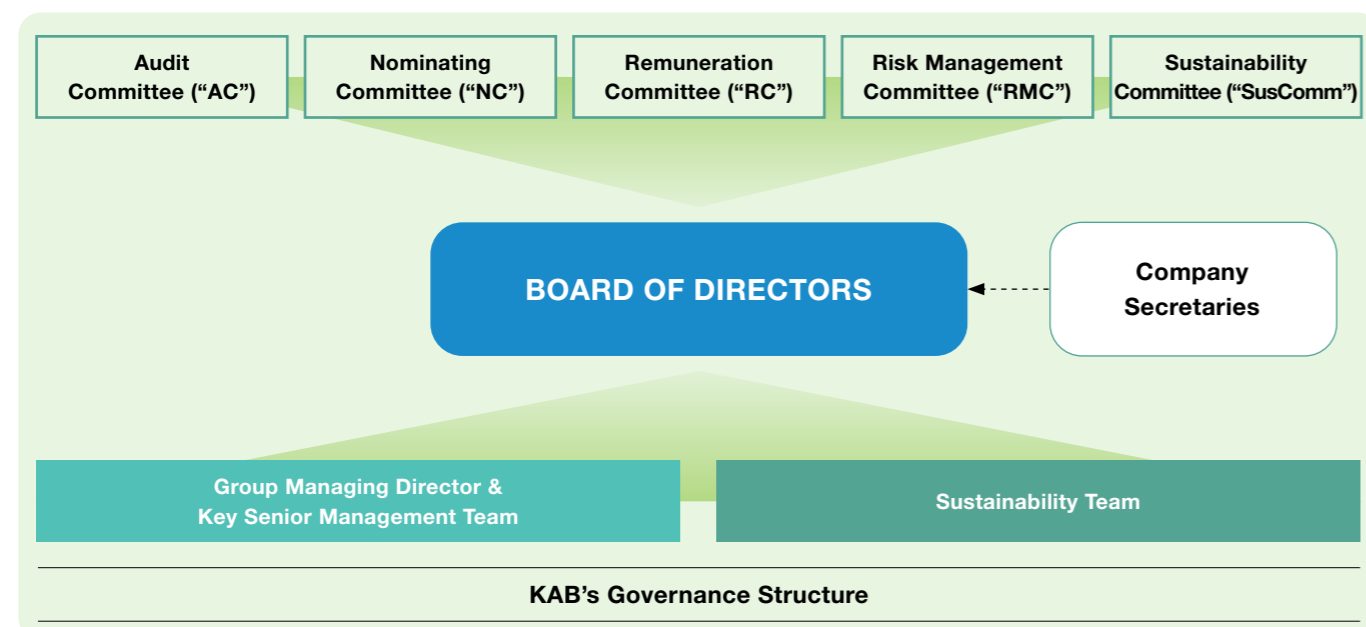 Audit
Committee (“AC”)
Nominating
Committee (“NC”)
Remuneration
Committee (“RC”)
Risk Management
Committee (“RMC”)
Sustainability
Committee (“SusComm”)
BOARD OF DIRECTORS
Company
Secretaries
Group Managing Director &
Key Senior Management Team
Sustainability Team
KAB’s Governance Structure